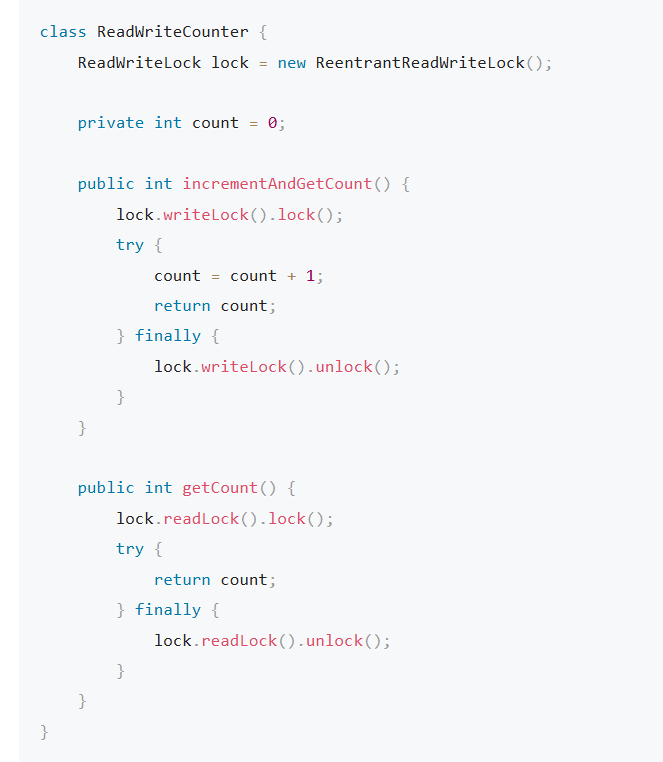 class ReadWriteCounter {
    ReadWriteLock lock = new ReentrantReadWriteLock();

    private int count = 0;

    public int incrementAndGetCount() {
        lock.writeLock().lock();
        try {
            count = count + 1;
            return count;
        } finally {
            lock.writeLock().unlock();
        }
    }

    public int getCount() {
        lock.readLock().lock();
        try {
            return count;
        } finally {
            lock.readLock().unlock();
        }
    }
}